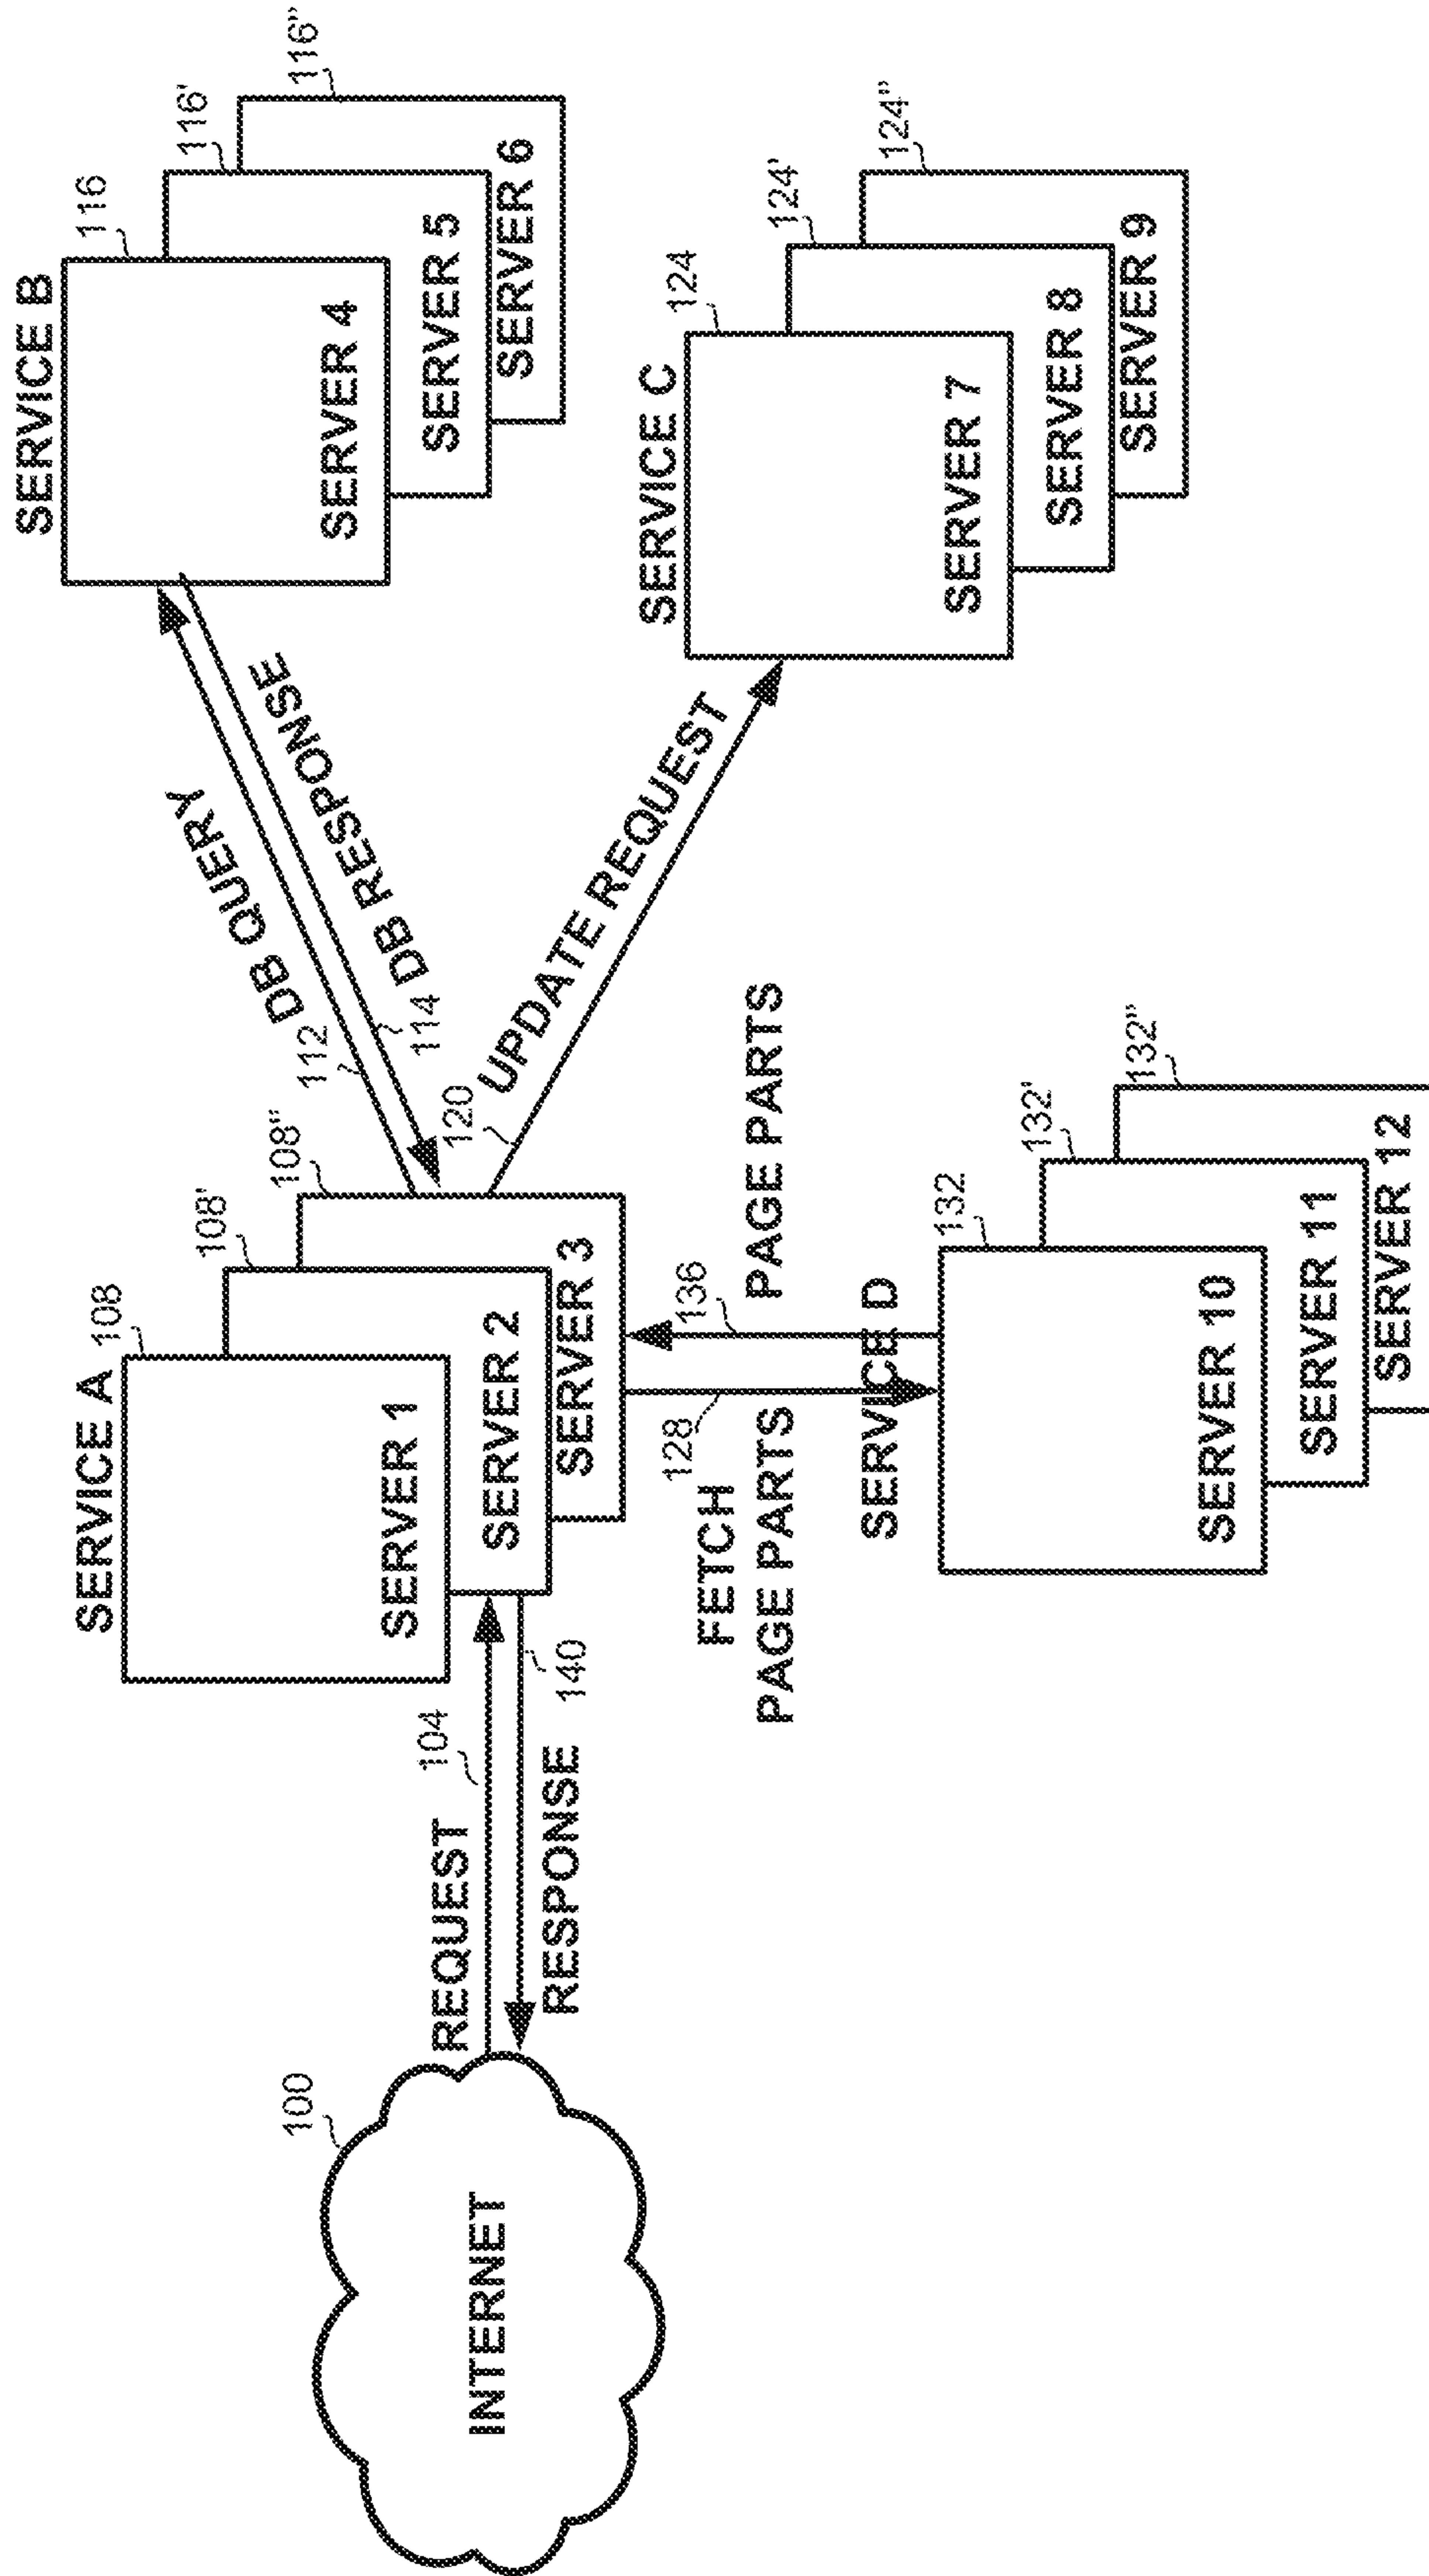 INTERNET
100
REQUEST
104
RESPONSE
140
SERVICE A
108
108'
108"
SERVER 1
SERVER 2
SERVER 3
DB QUERY
112
DB RESPONSE
114
UPDATE REQUEST
120
SERVICE B
116
116'
116"
SERVER 4
SERVER 5
SERVER 6
SERVICE C
124
124'
124"
SERVER 7
SERVER 8
SERVER 9
FETCH
PAGE PARTS
128
136
PAGE PARTS
SERVICE D
132
132'
132"
SERVER 10
SERVER 11
SERVER 12